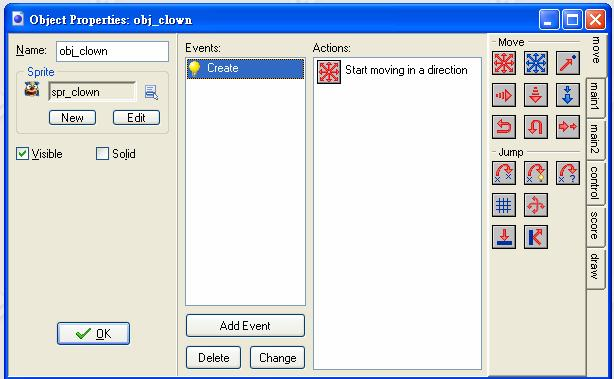 Object Properties: obj_clown
Name: obj_clown
Sprite
spr_clown
New Edit
Visible Solid
OK
Events:
Create
Add Event
Delete Change
Actions:
Start moving in a direction
Move
Jump
move
main1
main2
control
score
draw